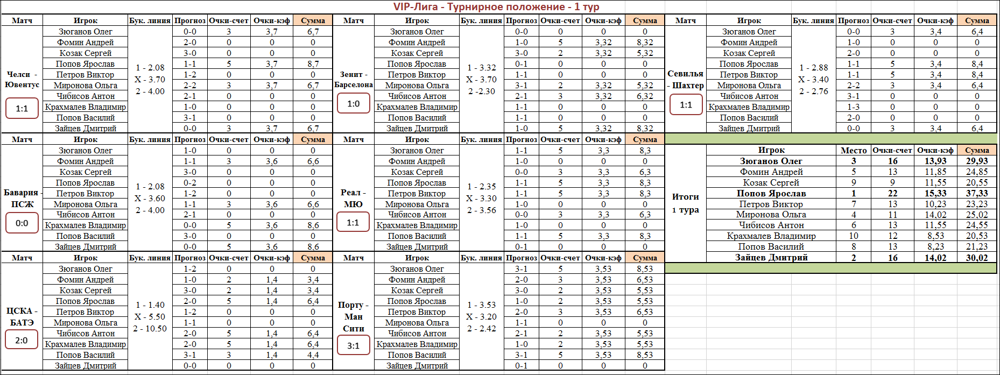 VIP-Лига - Турнирное положение - 1 тур
Матч Игрок Бук. линия Прогноз Очки-счет Очки-кэф Сумма
Челси - Ювентус
1:1
1 - 2.08
X - 3.70
2 - 4.00
Зюганов Олег 0-0 3 3,7 6,7
Фомин Андрей 2-0 0 0 0
Козак Сергей 3-0 0 0 0
Попов Ярослав 1-1 5 3,7 8,7
Петров Виктор 1-2 0 0 0
Миронова Ольга 2-2 3 3,7 6,7
Чибисов Антон 2-1 0 0 0
Крахмалев Владимир 1-0 0 0 0
Попов Василий 3-1 0 0 0
Зайцев Дмитрий 0-0 3 3,7 6,7
Матч Игрок Бук. линия Прогноз Очки-счет Очки-кэф Сумма
Зенит - Барселона
1:0
1 - 3.32
X - 3.70
2 -2.30
Зюганов Олег 0-0 0 0 0
Фомин Андрей 1-0 5 3,32 8,32
Козак Сергей 3-0 2 3,32 5,32
Попов Ярослав 0-1 0 0 0
Петров Виктор 1-1 0 0 0
Миронова Ольга 3-1 2 3,32 5,32
Чибисов Антон 2-1 3 3,32 6,32
Крахмалев Владимир 1-1 0 0 0
Попов Василий 1-1 0 0 0
Зайцев Дмитрий 1-0 5 3,32 8,32
Матч Игрок Бук. линия Прогноз Очки-счет Очки-кэф Сумма
Севилья - Шахтер
1:1
1 - 2.88
X - 3.40
2 - 2.76
Зюганов Олег 0-0 3 3,4 6,4
Фомин Андрей 1-0 0 0 0
Козак Сергей 2-0 0 0 0
Попов Ярослав 1-1 5 3,4 8,4
Петров Виктор 1-1 5 3,4 8,4
Миронова Ольга 2-2 3 3,4 6,4
Чибисов Антон 3-1 0 0 0
Крахмалев Владимир 1-3 0 0 0
Попов Василий 2-0 0 0 0
Зайцев Дмитрий 0-0 3 3,4 6,4
Матч Игрок Бук. линия Прогноз Очки-счет Очки-кэф Сумма
Бавария - ПСЖ
0:0
1 - 2.08
X - 3.60
2 - 4.00
Зюганов Олег 1-0 0 0 0
Фомин Андрей 1-1 3 3,6 6,6
Козак Сергей 3-0 0 0 0
Попов Ярослав 0-2 0 0 0
Петров Виктор 1-2 0 0 0
Миронова Ольга 1-1 3 3,6 6,6
Чибисов Антон 2-1 0 0 0
Крахмалев Владимир 0-0 5 3,6 8,6
Попов Василий 3-0 0 0 0
Зайцев Дмитрий 0-0 5 3,6 8,6
Матч Игрок Бук. линия Прогноз Очки-счет Очки-кэф Сумма
Реал - МЮ
1:1
1 - 2.35
X - 3.30
2 - 3.56
Зюганов Олег 1-1 5 3,3 8,3
Фомин Андрей 1-0 0 0 0
Козак Сергей 0-0 3 3,3 6,3
Попов Ярослав 1-1 5 3,3 8,3
Петров Виктор 1-1 5 3,3 8,3
Миронова Ольга 1-0 0 0 0
Чибисов Антон 0-0 3 3,3 6,3
Крахмалев Владимир 1-0 0 0 0
Попов Василий 1-1 5 3,3 8,3
Зайцев Дмитрий 0-1 0 0 0
Игрок Место Очки-счет Очки-кэф Сумма
Итоги 1 тура
Зюганов Олег 3 16 13,93 29,93
Фомин Андрей 5 13 11,85 24,85
Козак Сергей 9 9 11,55 20,55
Попов Ярослав 1 22 15,33 37,33
Петров Виктор 7 13 10,23 23,23
Миронова Ольга 4 11 14,02 25,02
Чибисов Антон 6 13 11,55 24,55
Крахмалев Владимир 10 12 8,53 20,53
Попов Василий 8 13 8,23 21,23
Зайцев Дмитрий 2 16 14,02 30,02
Матч Игрок Бук. линия Прогноз Очки-счет Очки-кэф Сумма
ЦСКА - БАТЭ
2:0
1 - 1.40
X - 5.50
2 - 10.50
Зюганов Олег 1-2 0 0 0
Фомин Андрей 1-0 2 1,4 3,4
Козак Сергей 3-0 2 1,4 3,4
Попов Ярослав 2-0 5 1,4 6,4
Петров Виктор 1-2 0 0 0
Миронова Ольга 1-1 0 0 0
Чибисов Антон 2-0 5 1,4 6,4
Крахмалев Владимир 2-0 5 1,4 6,4
Попов Василий 3-1 3 1,4 4,4
Зайцев Дмитрий 0-0 0 0 0
Матч Игрок Бук. линия Прогноз Очки-счет Очки-кэф Сумма
Порту - Ман Сити
3:1
1 - 3.53
X - 3.20
2 - 2.42
Зюганов Олег 3-1 5 3,53 8,53
Фомин Андрей 2-0 3 3,53 6,53
Козак Сергей 3-0 2 3,53 5,53
Попов Ярослав 1-0 2 3,53 5,53
Петров Виктор 2-0 3 3,53 6,53
Миронова Ольга 1-1 0 0 0
Чибисов Антон 2-1 2 3,53 5,53
Крахмалев Владимир 1-0 2 3,53 5,53
Попов Василий 3-1 5 3,53 8,53
Зайцев Дмитрий 0-1 0 0 0